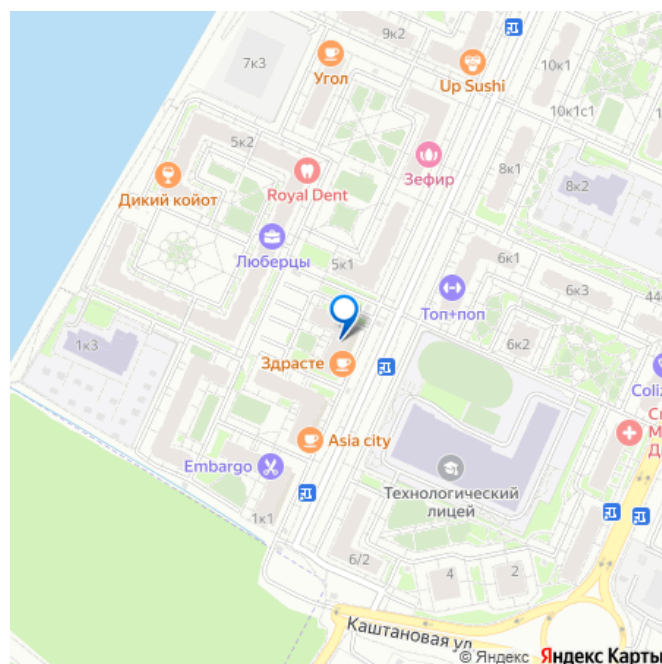 9к2
7к3
Угол
Up Sushi
10к1
10к1с1
5к2
Royal Dent
Зефир
8к1
8к2
Дикий койот
Люберцы
5к1
6к1
Топ+поп
6к3
44
1к3
Здрасте
6к2
Coliz
Asia city
С
М
Д
Embargo
Технологический
лицей
1к1
6/2
4
2
Каштановая ул.
© Яндекс Яндекс Карты